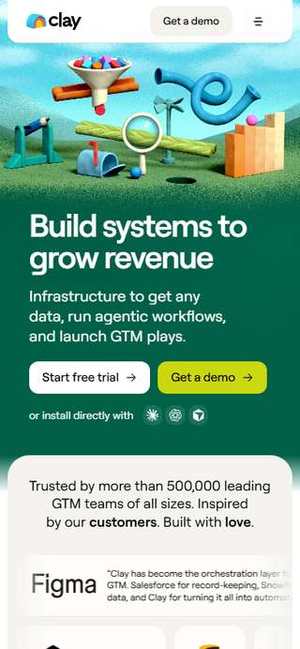 clay
Get a demo
Build systems to
grow revenue
Infrastructure to get any
data, run agentic workflows,
and launch GTM plays.
Start free trial →
Get a demo →
or install directly with
Trusted by more than 500,000 leading
GTM teams of all sizes. Inspired
by our customers. Built with love.
Figma
"Clay has become the orchestration layer
GTM. Salesforce for record-keeping,
data, and Clay for turning it all into